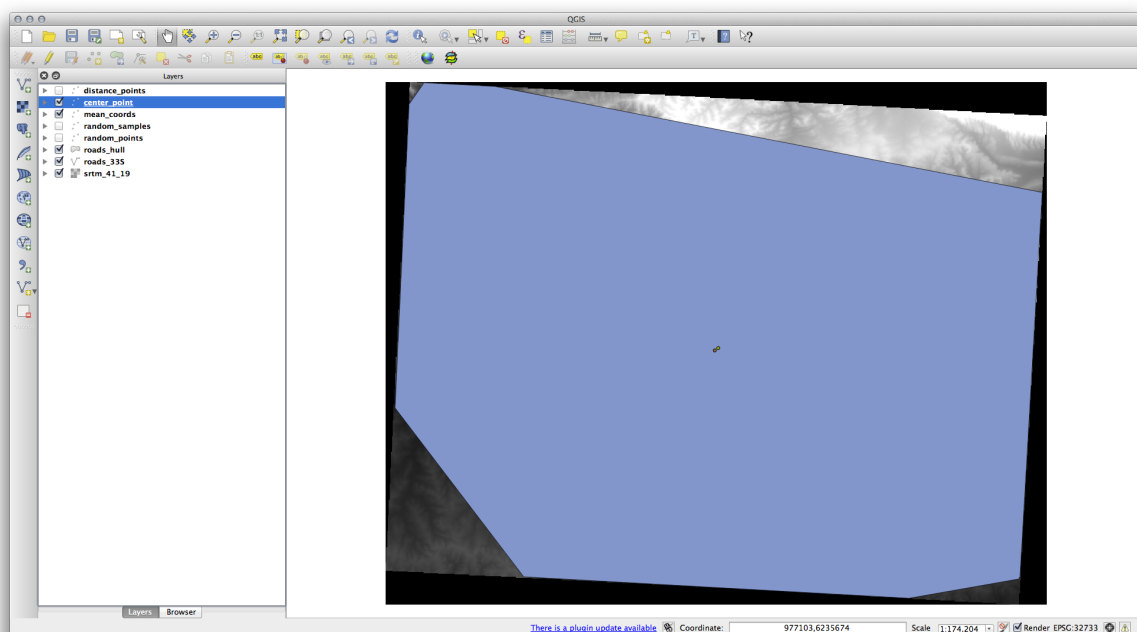 QGIS
Layers
distance_points
center_point
mean_coords
random_samples
random_points
roads_hull
roads_33S
srtm_41_19
Layers Browser
There is a plugin update available Coordinate: 977103,6235674 Scale 1:174,204 Render EPSG:32733